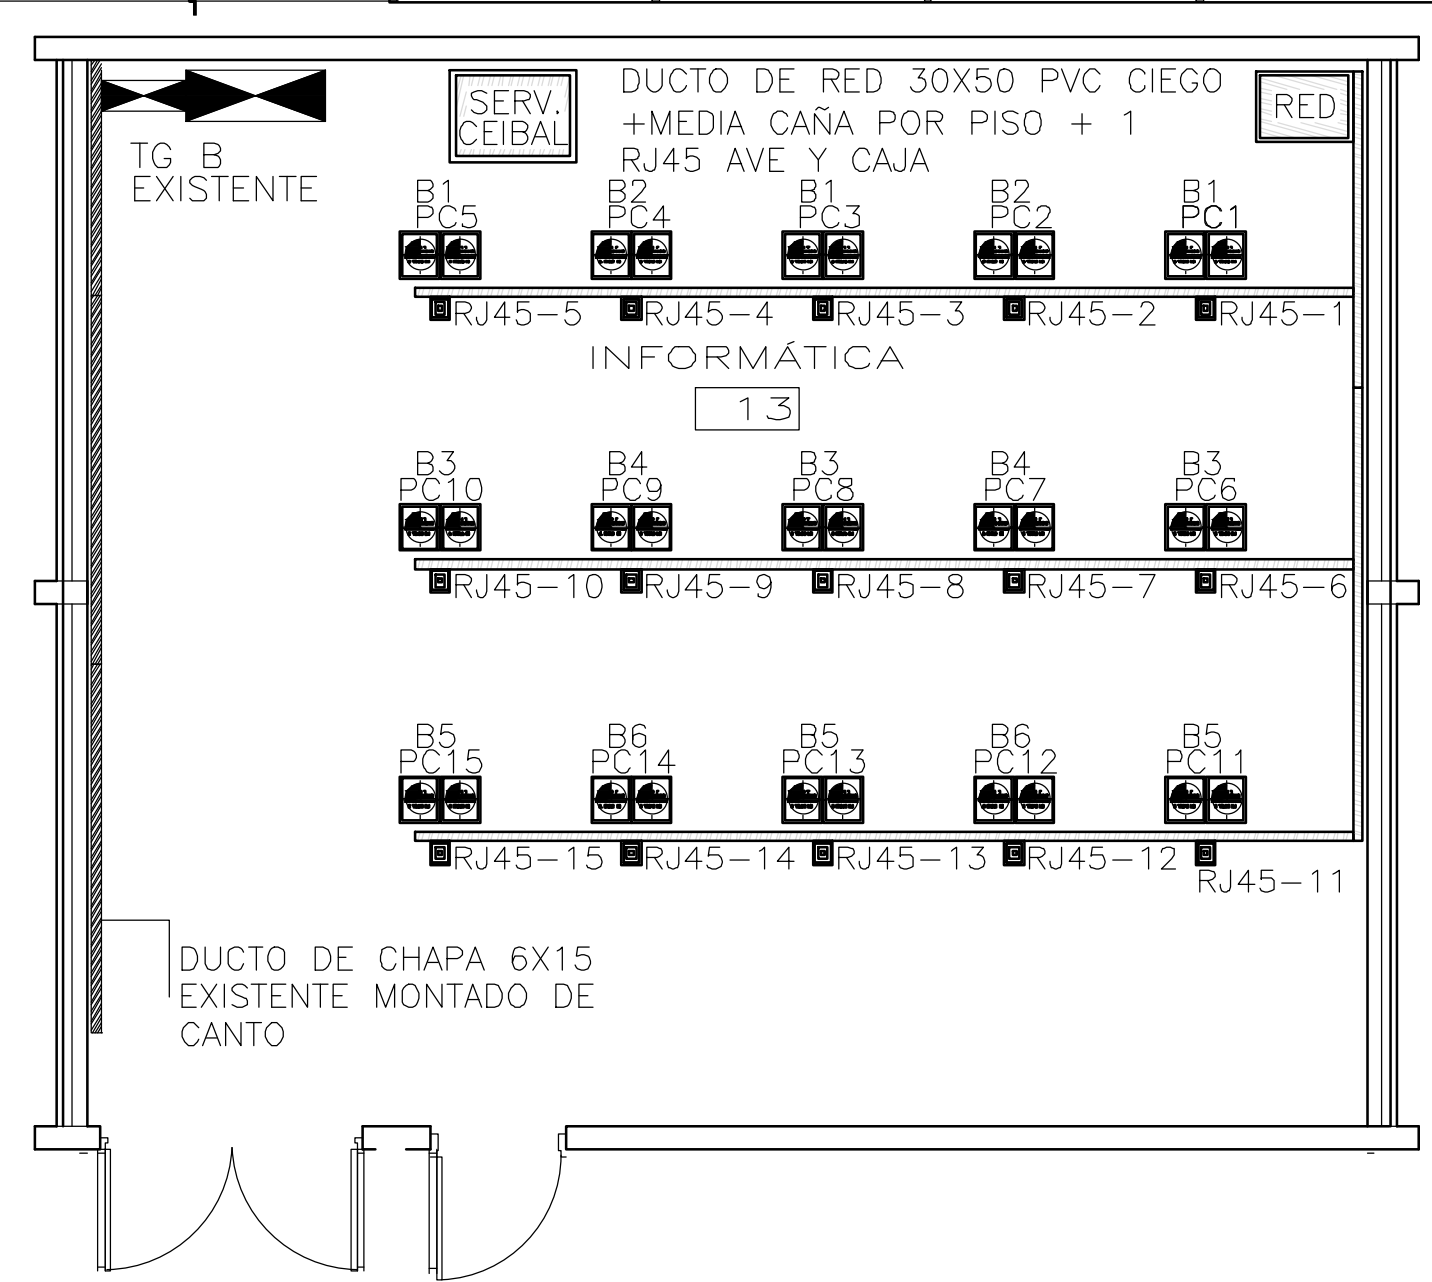 SERV.
CEIBAL
DUCTO DE RED 30X50 PVC CIEGO
+MEDIA CAÑA POR PISO + 1
RJ45 AVE Y CAJA
RED
TG B
EXISTENTE
B1 B2 B1 B2 B1
PC5 PC4 PC3 PC2 PC1
RJ45-5 RJ45-4 RJ45-3 RJ45-2 RJ45-1
INFORMÁTICA
13
B3 B4 B3 B4 B3
PC10 PC9 PC8 PC7 PC6
RJ45-10 RJ45-9 RJ45-8 RJ45-7 RJ45-6
B5 B6 B5 B6 B5
PC15 PC14 PC13 PC12 PC11
RJ45-15 RJ45-14 RJ45-13 RJ45-12
RJ45-11
DUCTO DE CHAPA 6X15
EXISTENTE MONTADO DE
CANTO